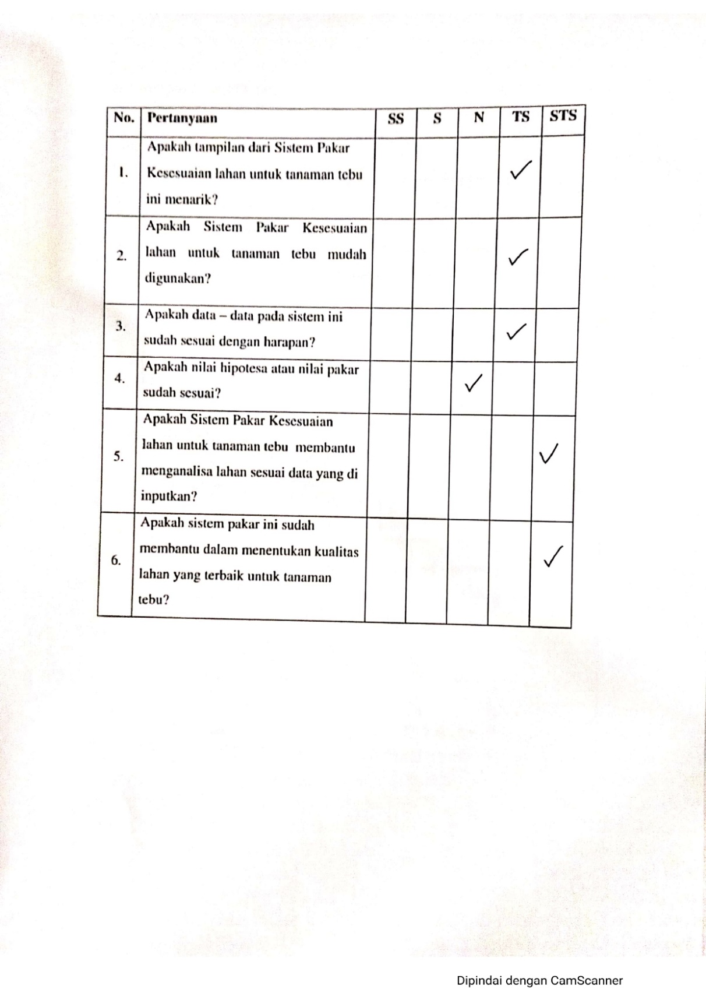 No. Pertanyaan SS S N TS STS
Apakah tampilan dari Sistem Pakar
1. Kesesuaian lahan untuk tanaman tebu ✓
ini menarik?
Apakah Sistem Pakar Kesesuaian
2. lahan untuk tanaman tebu mudah ✓
digunakan?
3. Apakah data – data pada sistem ini
sudah sesuai dengan harapan? ✓
4. Apakah nilai hipotesa atau nilai pakar
sudah sesuai? ✓
Apakah Sistem Pakar Kesesuaian
lahan untuk tanaman tebu membantu
5. menganalisa lahan sesuai data yang di ✓
inputkan?
Apakah sistem pakar ini sudah
membantu dalam menentukan kualitas
6. lahan yang terbaik untuk tanaman ✓
tebu?
Dipindai dengan CamScanner